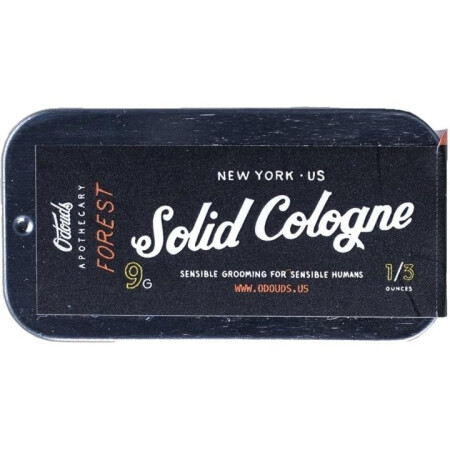 Odouds
APOTHECARY
FOREST
9G
NEW YORK · US
Solid Cologne
SENSIBLE GROOMING FOR SENSIBLE HUMANS
WWW.ODOUDS.US
1/3
OUNCES